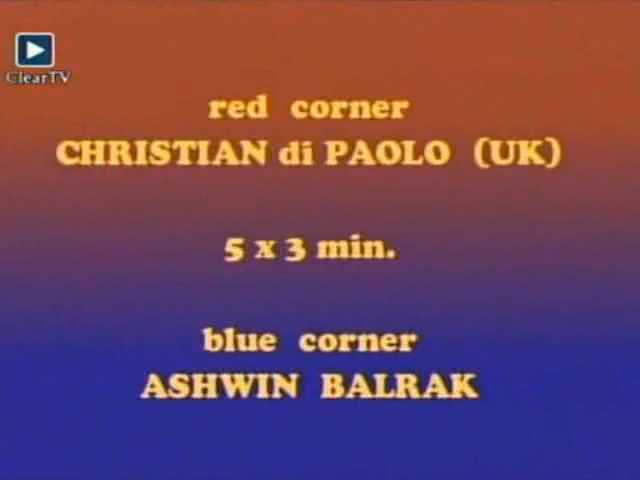 ClearTV
red corner
CHRISTIAN di PAOLO (UK)
5 x 3 min.
blue corner
ASHWIN BALRAK